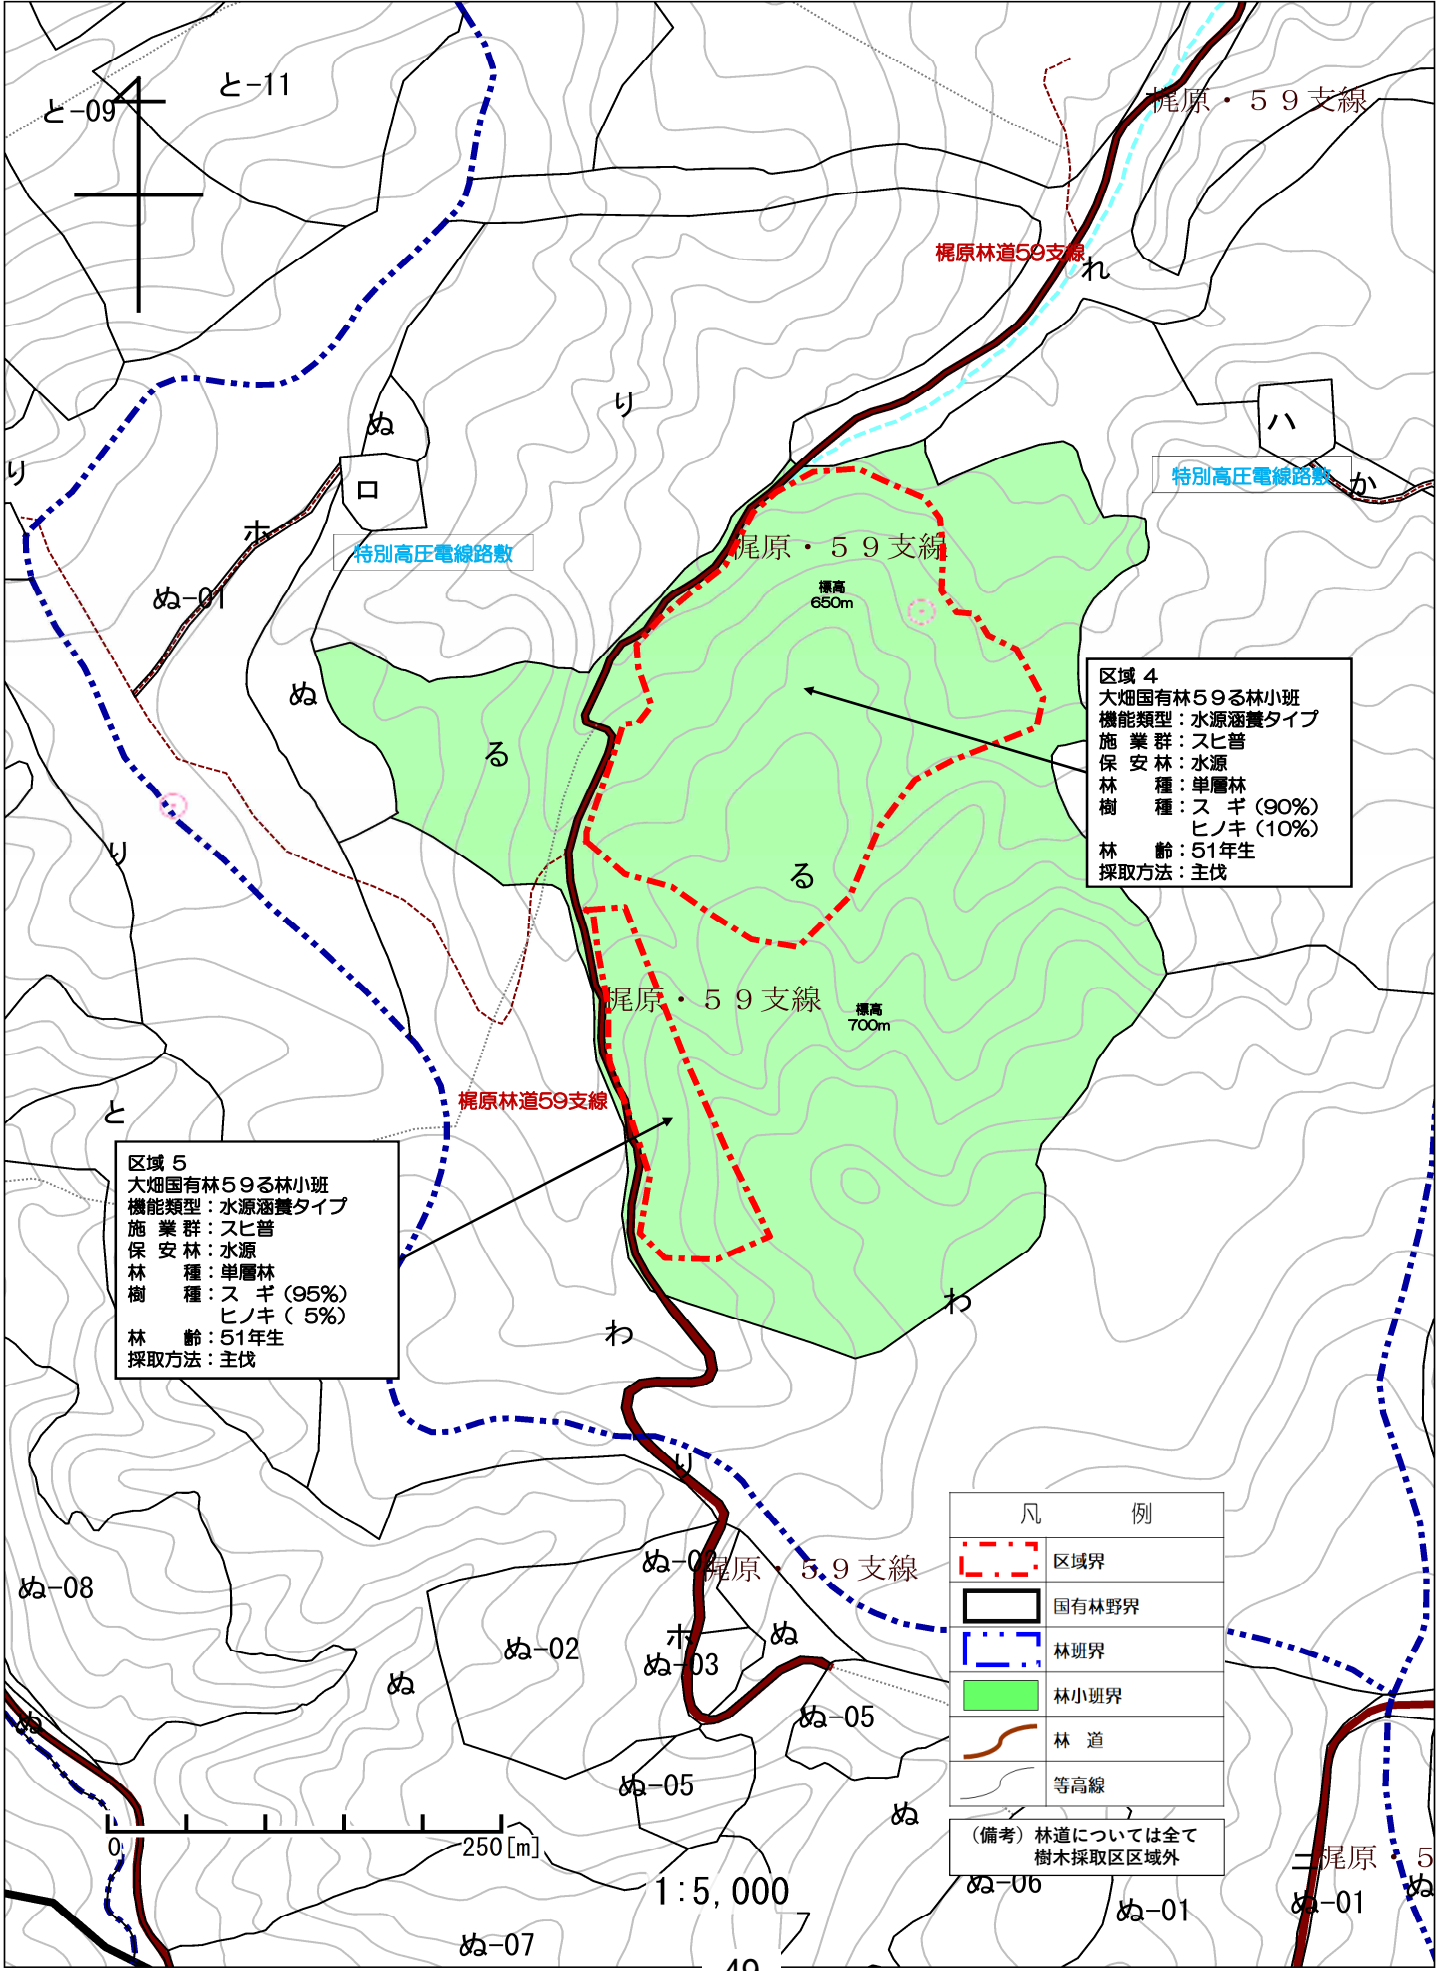 と-11
と-09
梶原・59支線
梶原林道59支線
れ
り
ぬ
ハ
特別高圧電線路敷
か
り
ロ
ホ
特別高圧電線路敷
梶原・59支線
標高
650m
ぬ-01
ぬ
る
区域 4
大畑国有林59る林小班
機能類型：水源涵養タイプ
施 業 群：スヒ普
保 安 林：水源
林　　種：単層林
樹　　種：ス ギ（90%）
ヒノキ（10%）
林　　齢：51年生
採取方法：主伐
り
る
梶原・59支線
標高
700m
梶原林道59支線
と
区域 5
大畑国有林59る林小班
機能類型：水源涵養タイプ
施 業 群：スヒ普
保 安 林：水源
林　　種：単層林
樹　　種：ス ギ（95%）
ヒノキ（ 5%）
林　　齢：51年生
採取方法：主伐
わ
わ
り
凡　例
区域界
国有林野界
林班界
林小班界
林　道
等高線
（備考）林道については全て
樹木採取区区域外
ぬ-02
梶原・59支線
ぬ-08
ぬ-02
ホ
ぬ
ぬ-03
ぬ
ぬ
ぬ-05
ぬ-05
ぬ
0
250[m]
1:5,000
ニ
梶原・5
ぬ-06
ぬ-01
ぬ-01
ぬ
ぬ-07
49